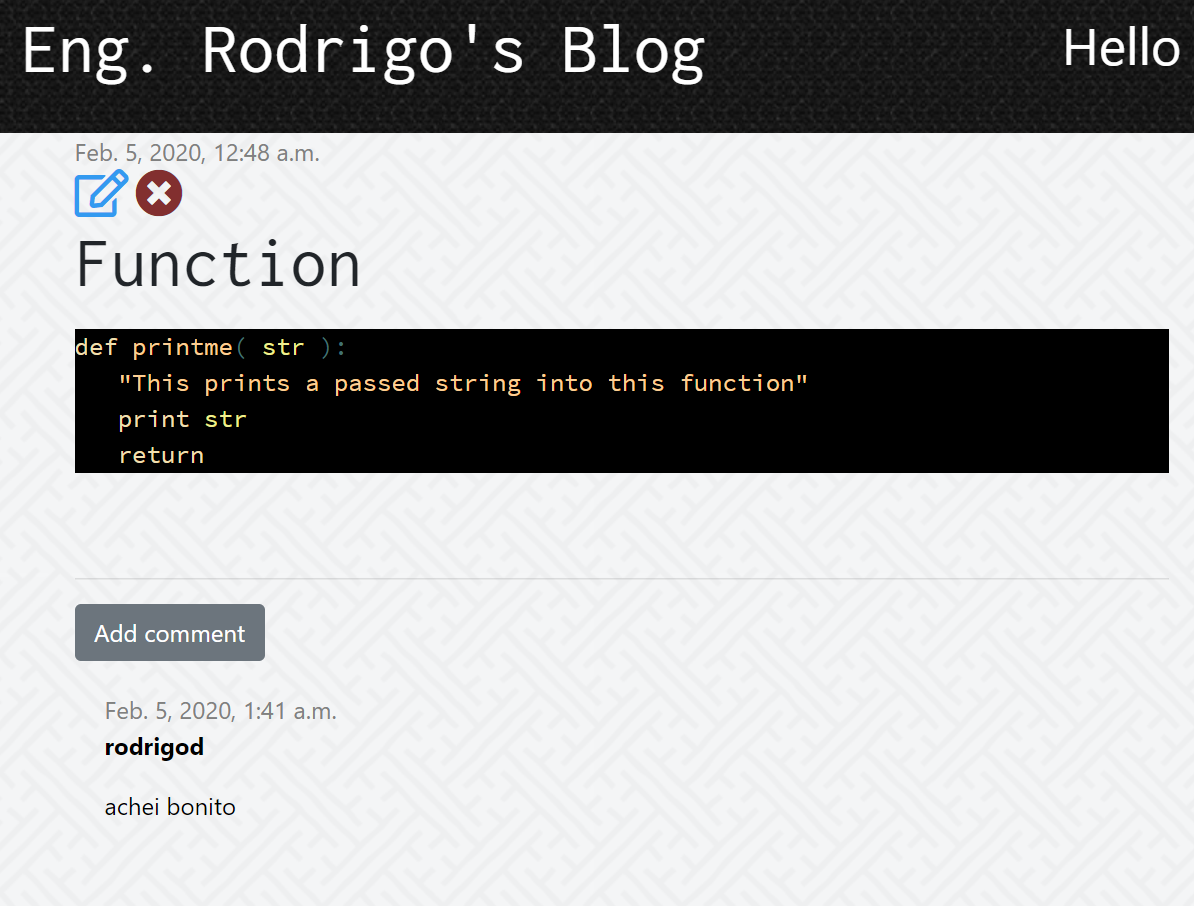 Eng. Rodrigo's Blog
Hello
Feb. 5, 2020, 12:48 a.m.
Function
def printme( str ):
   "This prints a passed string into this function"
   print str
   return
Add comment
Feb. 5, 2020, 1:41 a.m.
rodrigod
achei bonito